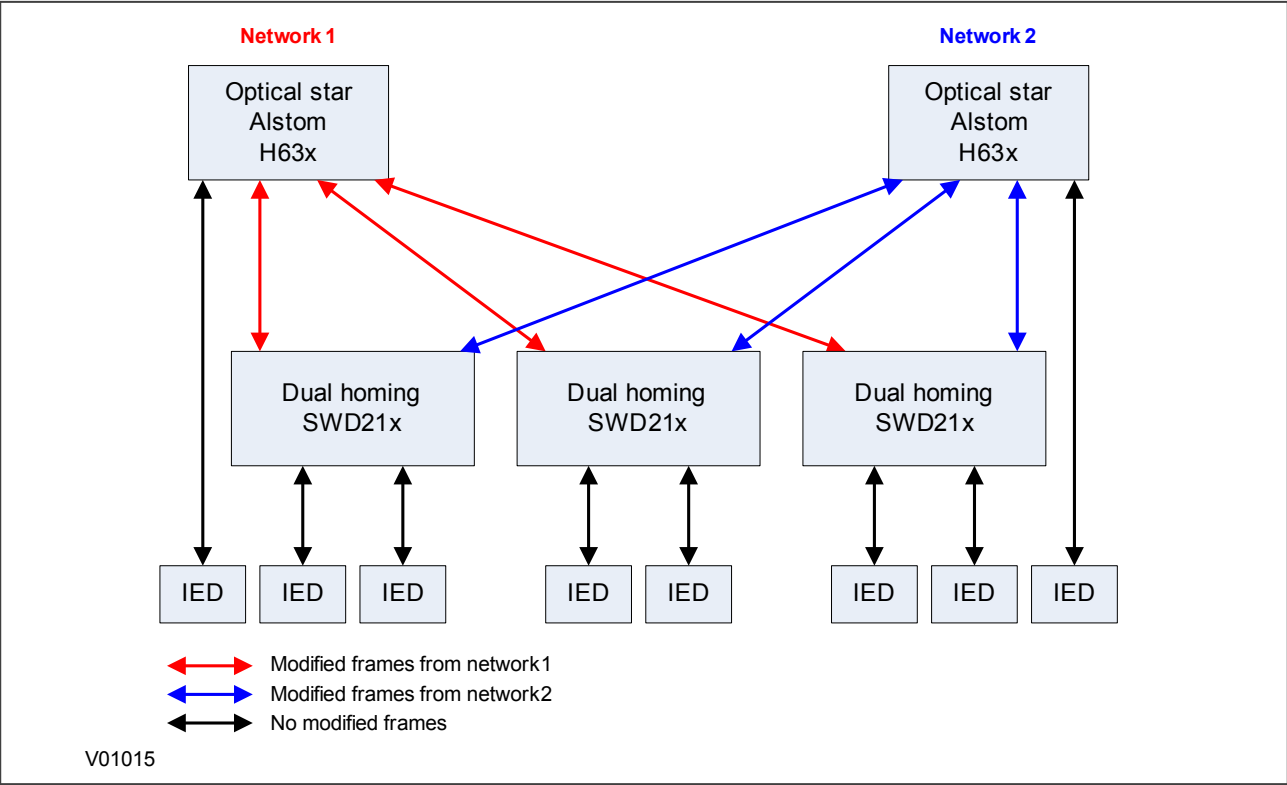 Network 1
Network 2
Optical star
Alstom
H63x
Optical star
Alstom
H63x
Dual homing
SWD21x
Dual homing
SWD21x
Dual homing
SWD21x
IED
IED
IED
IED
IED
IED
IED
IED
Modified frames from network1
Modified frames from network2
No modified frames
V01015